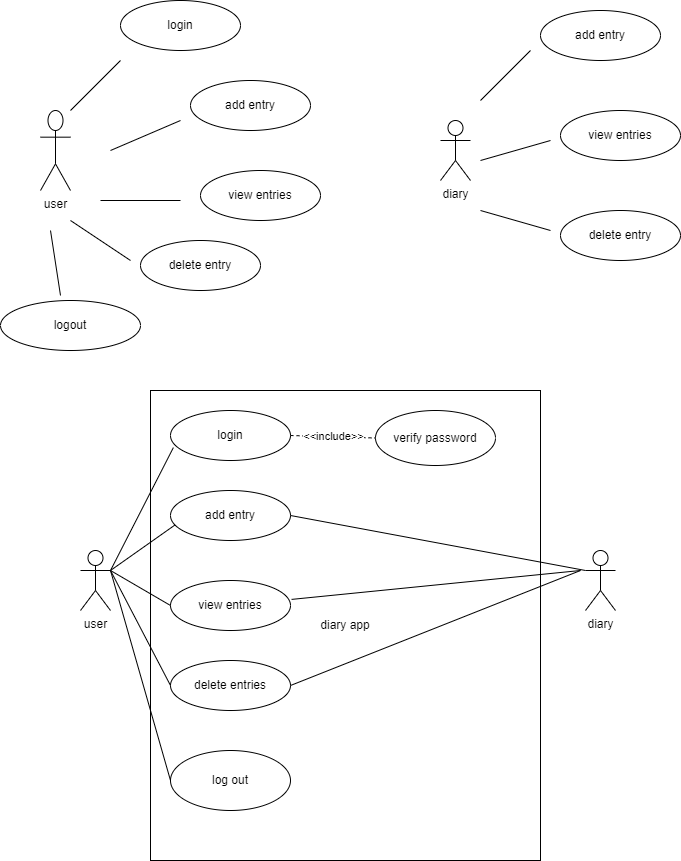 login
add entry
add entry
view entries
view entries
diary
user
delete entry
delete entry
logout
login
<<include>>
verify password
add entry
view entries
diary app
user
diary
delete entries
log out